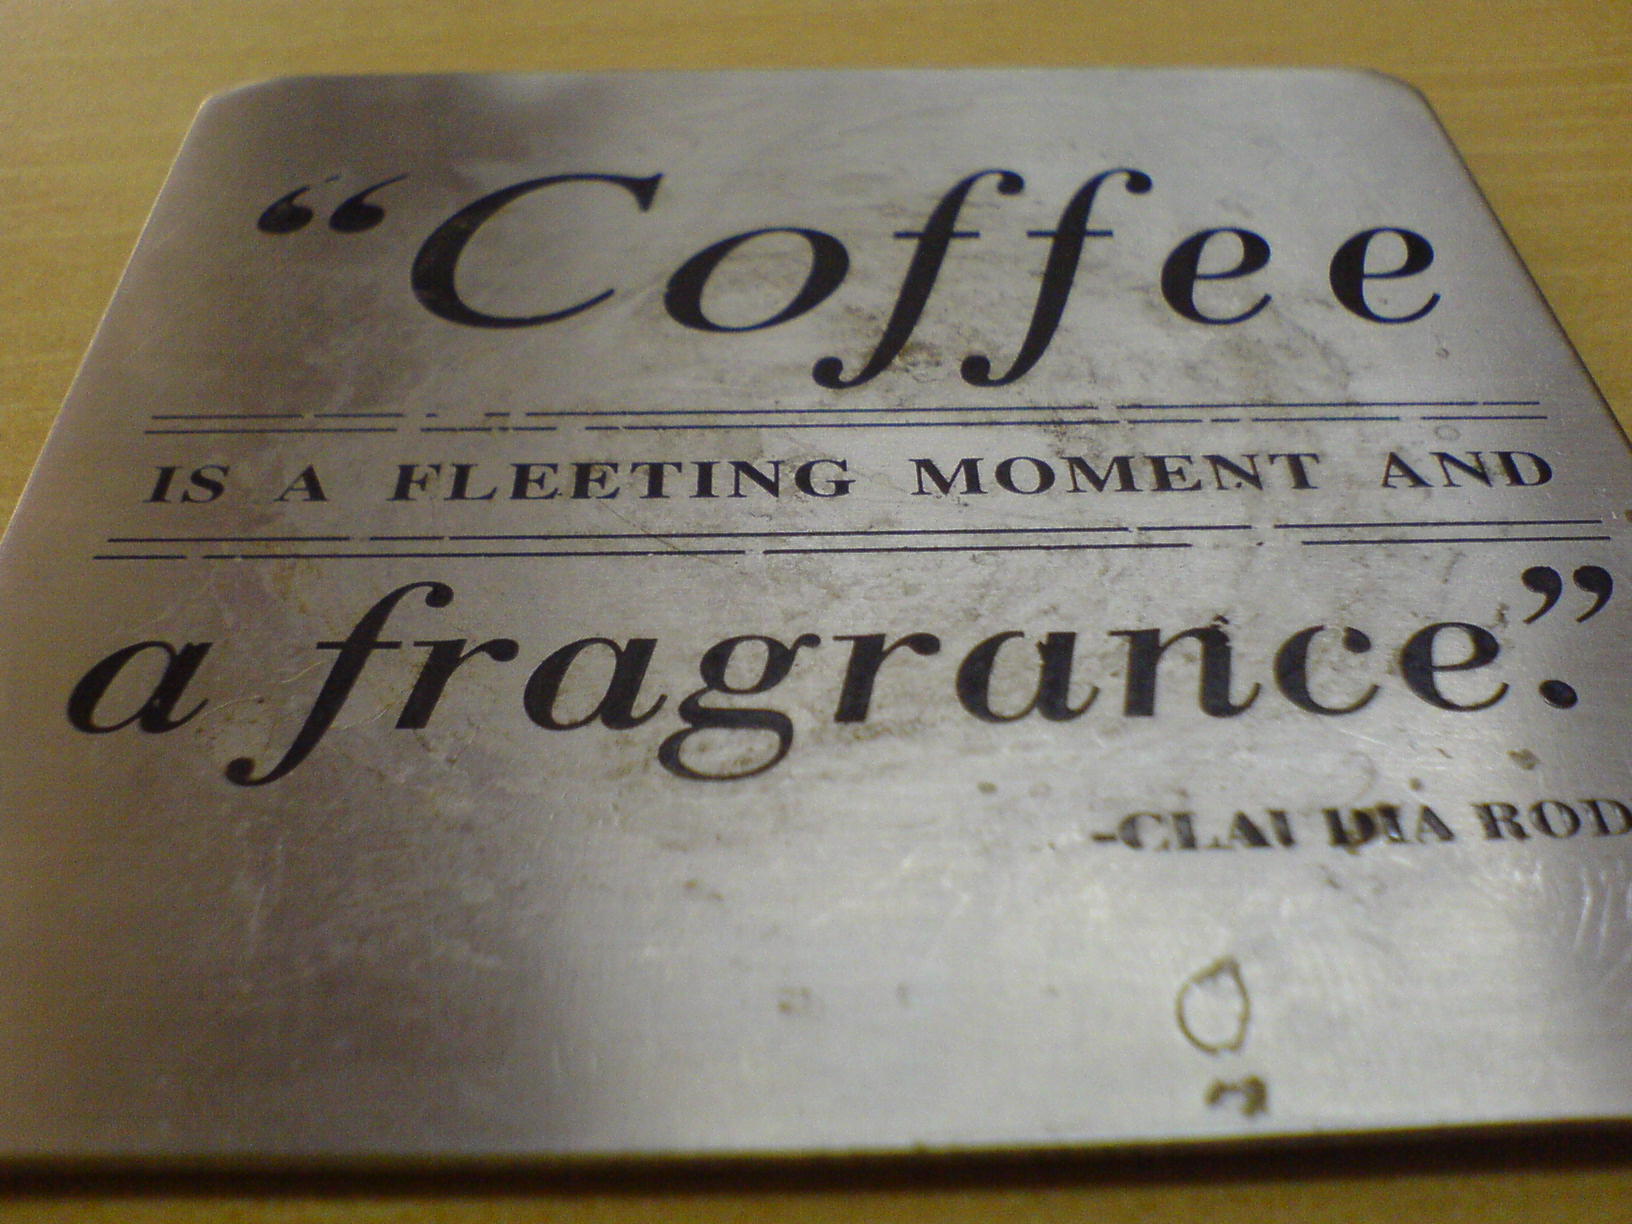 “Coffee
IS A FLEETING MOMENT AND
a fragrance.”
-CLAUDIA ROD